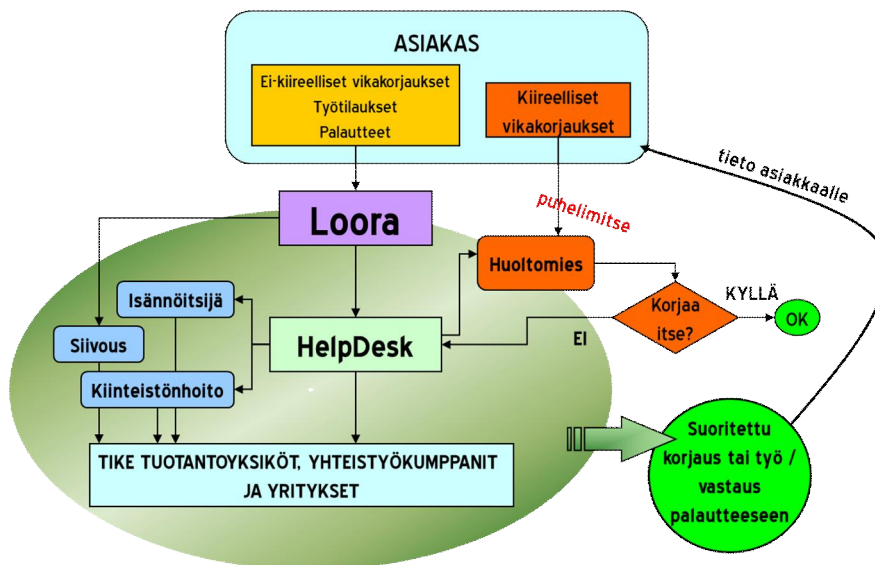 ASIAKAS
Ei-kiireelliset vikakorjaukset
Työtilaukset
Palautteet
Kiireelliset
vikakorjaukset
tieto asiakkaalle
puhelimitse
Loora
Huoltomies
Isännöitsijä
KYLLÄ
Korjaa
itse?
OK
EI
Siivous
HelpDesk
Kiinteistönhoito
TIKE TUOTANTOYKSIKÖT, YHTEISTYÖKUMPPANIT
JA YRITYKSET
Suoritettu
korjaus tai työ /
vastaus
palautteeseen